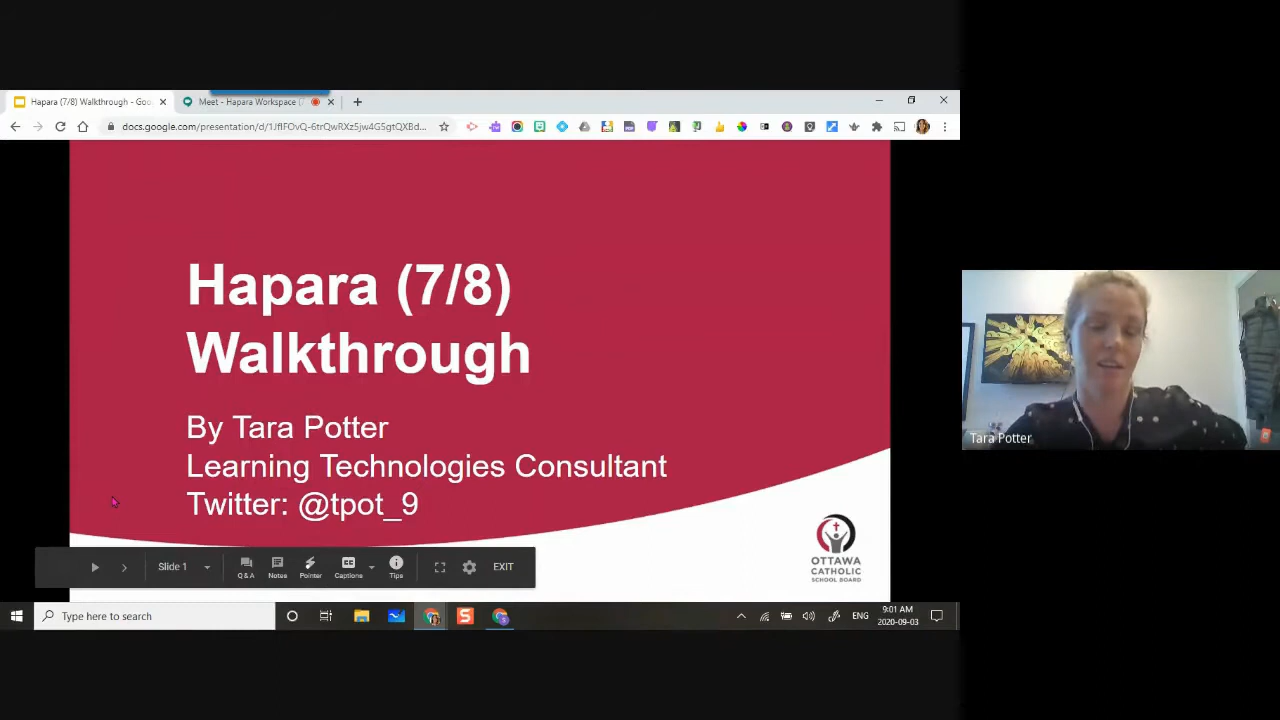 Hapara (7/8) Walkthrough - Goo
Meet - Hapara Workspace (7
docs.google.com/presentation/d/
Hapara (7/8)
Walkthrough
By Tara Potter
Learning Technologies Consultant
Twitter: @tpot_9
OTTAWA
CATHOLIC
SCHOOL BOARD
Slide 1
Q&A
Notes
Pointer
Captions
Tips
EXIT
Type here to search
ENG
9:01 AM
2020-09-03
Tara Potter